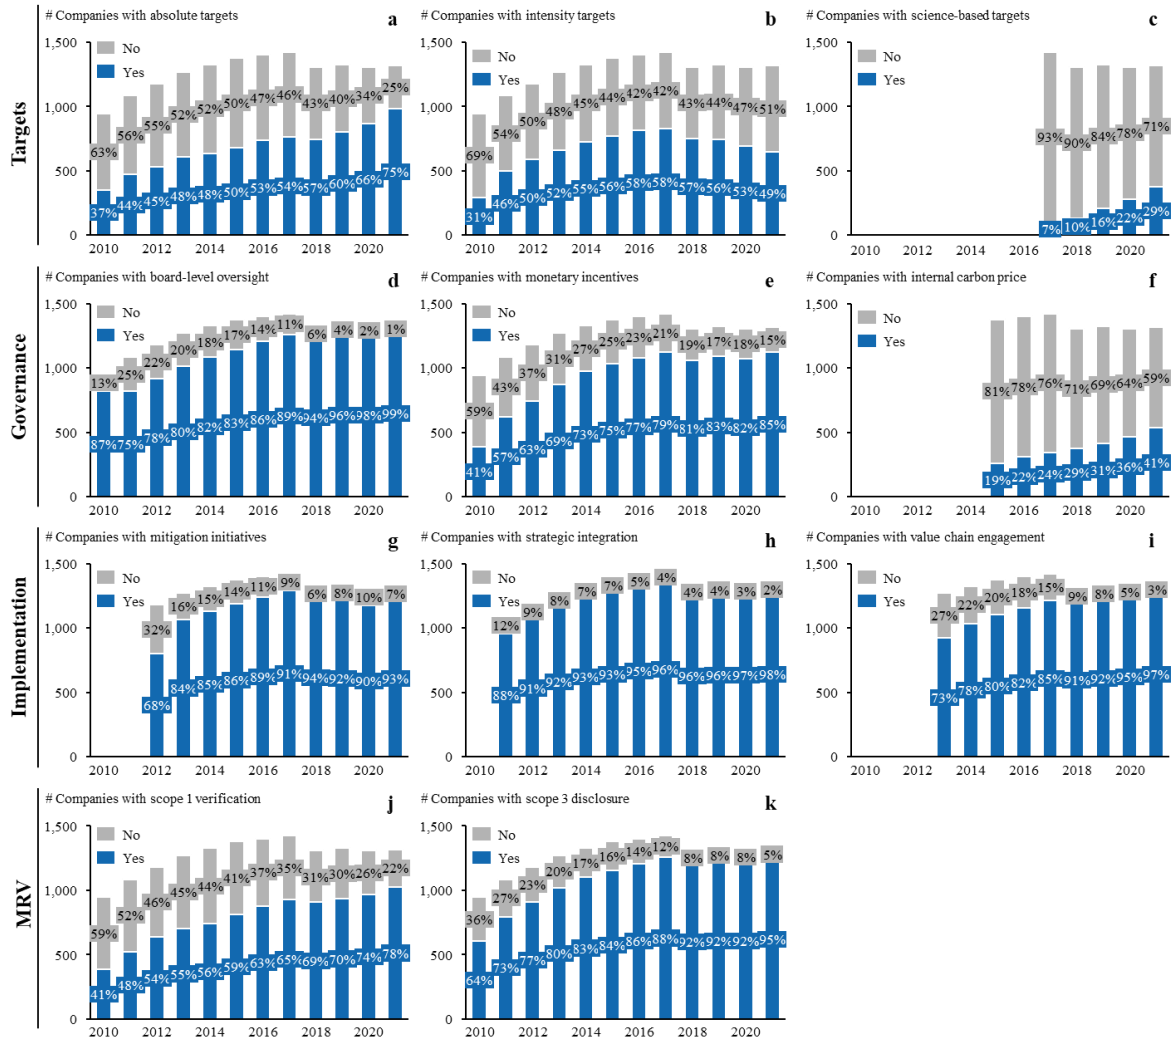 Targets
# Companies with absolute targets
a
1,500
No
Yes
1,000
500
0
63% 56% 55% 52% 52% 50% 47% 46% 43% 40% 34% 25%
37% 44% 45% 48% 48% 50% 53% 54% 57% 60% 66% 75%
2010 2012 2014 2016 2018 2020
# Companies with intensity targets
b
1,500
No
Yes
1,000
500
0
69% 54% 50% 48% 45% 44% 42% 42% 43% 44% 47% 51%
31% 46% 50% 52% 55% 56% 58% 58% 57% 56% 53% 49%
2010 2012 2014 2016 2018 2020
# Companies with science-based targets
c
1,500
No
Yes
1,000
500
0
93% 90% 84% 78% 71%
7% 10% 16% 22% 29%
2010 2012 2014 2016 2018 2020
Governance
# Companies with board-level oversight
d
1,500
No
Yes
1,000
500
0
13% 25% 22% 20% 18% 17% 14% 11% 6% 4% 2% 1%
87% 75% 78% 80% 82% 83% 86% 89% 94% 96% 98% 99%
2010 2012 2014 2016 2018 2020
# Companies with monetary incentives
e
1,500
No
Yes
1,000
500
0
59% 43% 37% 31% 27% 25% 23% 21% 19% 17% 18% 15%
41% 57% 63% 69% 73% 75% 77% 79% 81% 83% 82% 85%
2010 2012 2014 2016 2018 2020
# Companies with internal carbon price
f
1,500
No
Yes
1,000
500
0
81% 78% 76% 71% 69% 64% 59%
19% 22% 24% 29% 31% 36% 41%
2010 2012 2014 2016 2018 2020
Implementation
# Companies with mitigation initiatives
g
1,500
No
Yes
1,000
500
0
32% 16% 15% 14% 11% 9% 6% 8% 10% 7%
68% 84% 85% 86% 89% 91% 94% 92% 90% 93%
2010 2012 2014 2016 2018 2020
# Companies with strategic integration
h
1,500
No
Yes
1,000
500
0
12% 9% 8% 7% 7% 5% 4% 4% 4% 3% 2%
88% 91% 92% 93% 93% 95% 96% 96% 96% 97% 98%
2010 2012 2014 2016 2018 2020
# Companies with value chain engagement
i
1,500
No
Yes
1,000
500
0
27% 22% 20% 18% 15% 9% 8% 5% 3%
73% 78% 80% 82% 85% 91% 92% 95% 97%
2010 2012 2014 2016 2018 2020
MRV
# Companies with scope 1 verification
j
1,500
No
Yes
1,000
500
0
59% 52% 46% 45% 44% 41% 37% 35% 31% 30% 26% 22%
41% 48% 54% 55% 56% 59% 63% 65% 69% 70% 74% 78%
2010 2012 2014 2016 2018 2020
# Companies with scope 3 disclosure
k
1,500
No
Yes
1,000
500
0
36% 27% 23% 20% 17% 16% 14% 12% 8% 8% 8% 5%
64% 73% 77% 80% 83% 84% 86% 88% 92% 92% 92% 95%
2010 2012 2014 2016 2018 2020